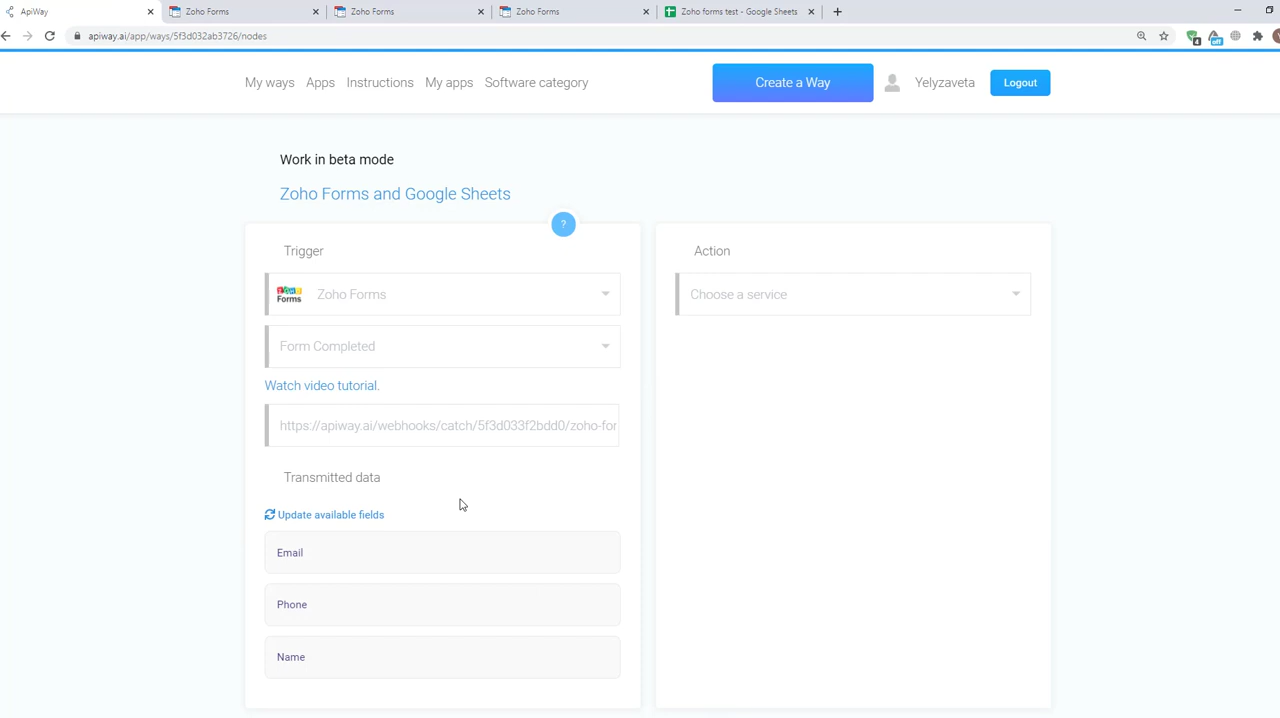 ApiWay
Zoho Forms
Zoho Forms
Zoho Forms
Zoho forms test - Google Sheets
apiway.ai/app/ways/5f3d032ab3726/nodes
4
off
My ways
Apps
Instructions
My apps
Software category
Create a Way
Yelyzaveta
Logout
Work in beta mode
Zoho Forms and Google Sheets
?
Trigger
Forms
Zoho Forms
Form Completed
Watch video tutorial.
https://apiway.ai/webhooks/catch/5f3d033f2bdd0/zoho-for
Transmitted data
Update available fields
Email
Phone
Name
Action
Choose a service